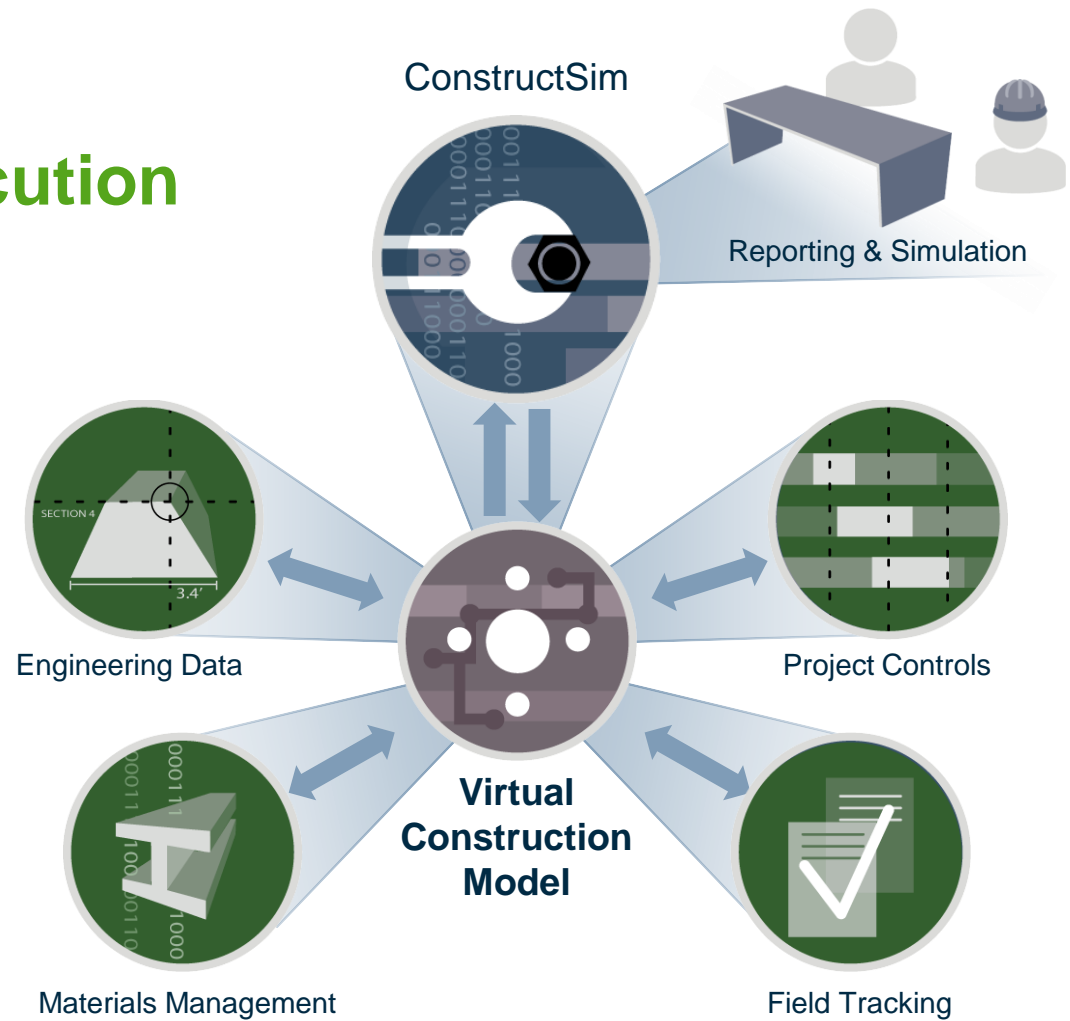 ConstructSim
cution
Reporting & Simulation
SECTION 4
3.4'
Engineering Data
Project Controls
Virtual
Construction
Model
Materials Management
Field Tracking